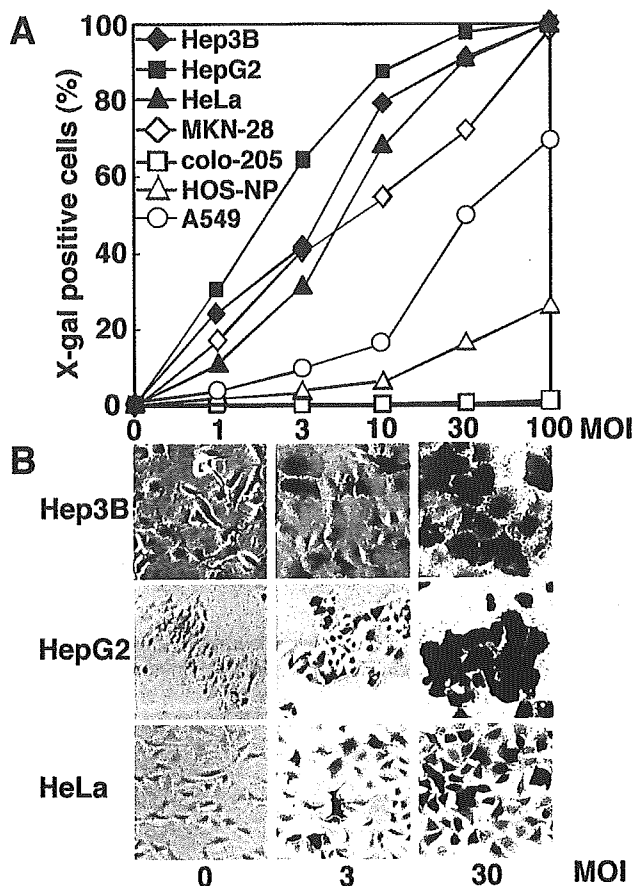 A
X-gal positive cells (%)
100
80
60
40
20
0
Hep3B
HepG2
HeLa
MKN-28
colo-205
HOS-NP
A549
0 1 3 10 30 100 MOI
B
Hep3B
HepG2
HeLa
0 3 30 MOI